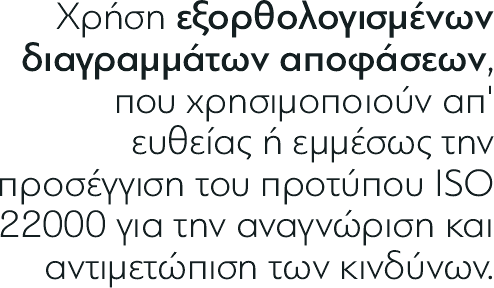 Χρήση εξορθολογισμένων
διαγραμμάτων αποφάσεων,
που χρησιμοποιούν απ'
ευθείας ή εμμέσως την
προσέγγιση του προτύπου ISO
22000 για την αναγνώριση και
αντιμετώπιση των κινδύνων.